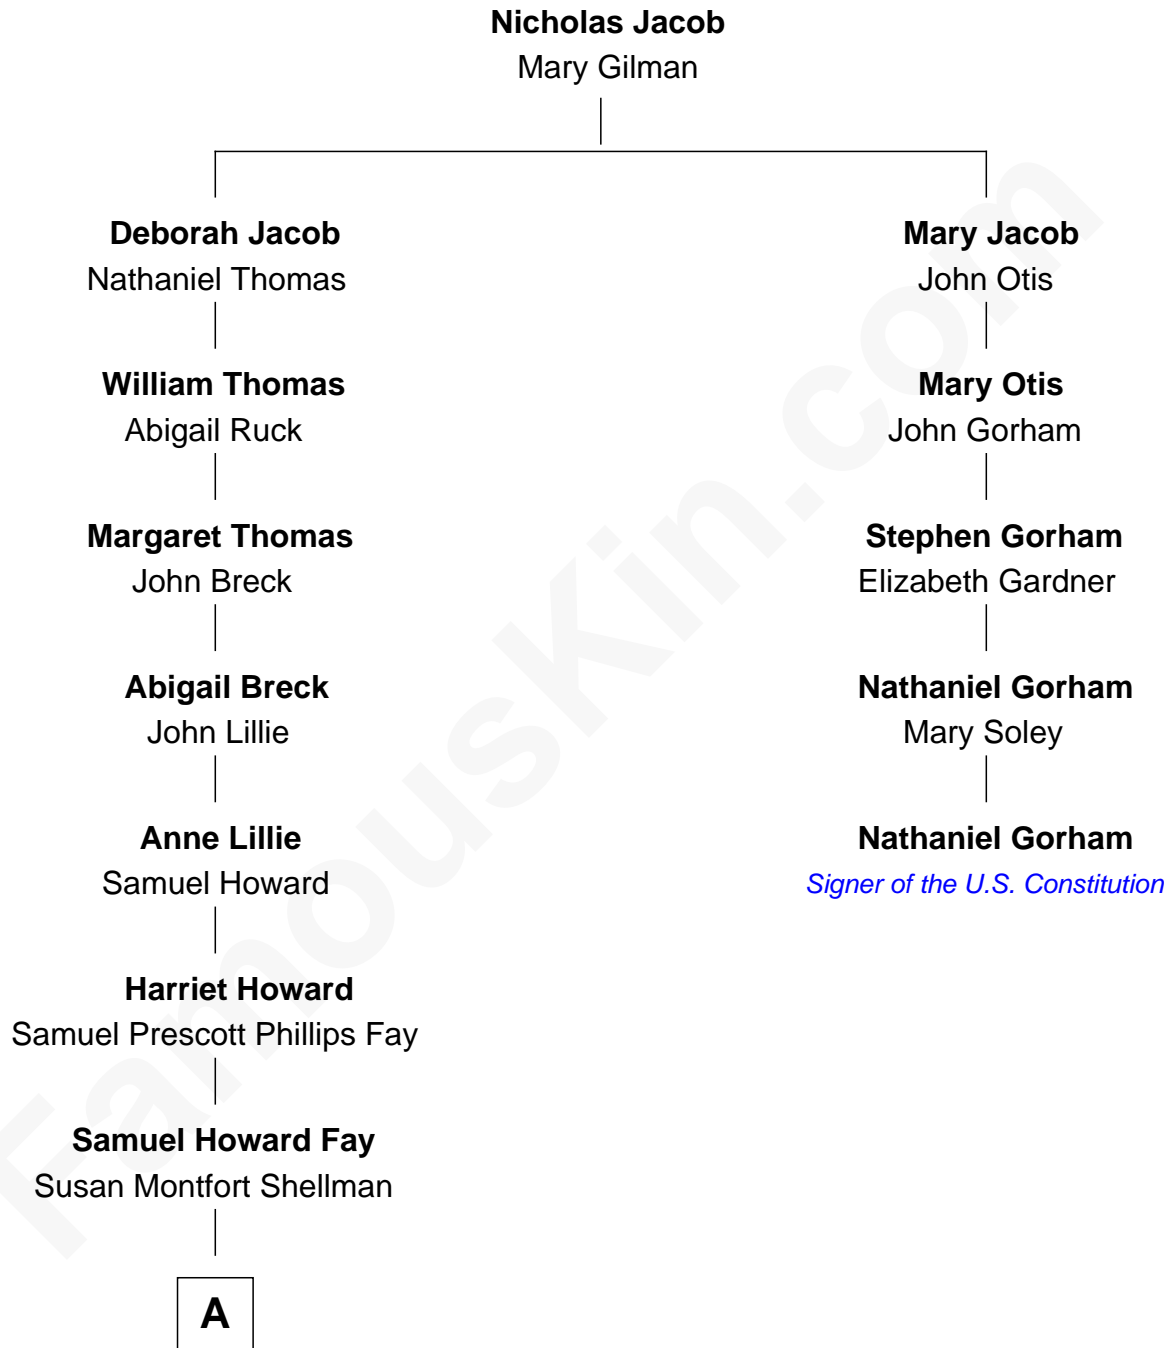 Nicholas Jacob
Mary Gilman
Deborah Jacob
Nathaniel Thomas
Mary Jacob
John Otis
William Thomas
Abigail Ruck
Mary Otis
John Gorham
Margaret Thomas
John Breck
Stephen Gorham
Elizabeth Gardner
Abigail Breck
John Lillie
Nathaniel Gorham
Mary Soley
Anne Lillie
Samuel Howard
Nathaniel Gorham
Signer of the U.S. Constitution
Harriet Howard
Samuel Prescott Phillips Fay
Samuel Howard Fay
Susan Montfort Shellman
A
FamousKin.com